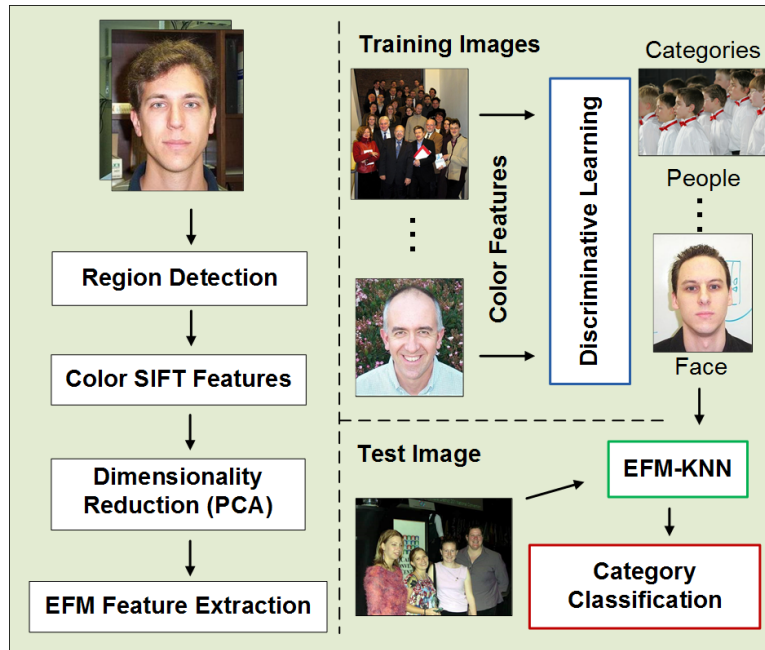 Region Detection
Color SIFT Features
Dimensionality
Reduction (PCA)
EFM Feature Extraction
Training Images
Color Features
Discriminative Learning
Categories
People
Face
Test Image
EFM-KNN
Category
Classification